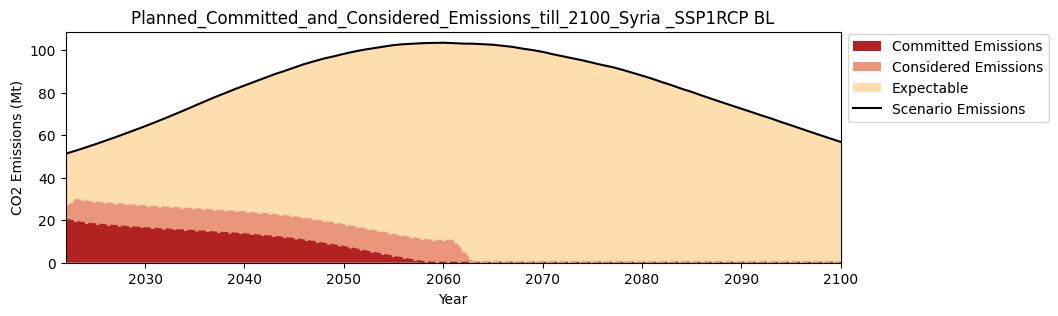 Planned_Committed_and_Considered_Emissions_till_2100_Syria _SSP1RCP BL
CO2 Emissions (Mt)
100
80
60
40
20
0
2030 2040 2050 2060 2070 2080 2090 2100
Year
Committed Emissions
Considered Emissions
Expectable
Scenario Emissions